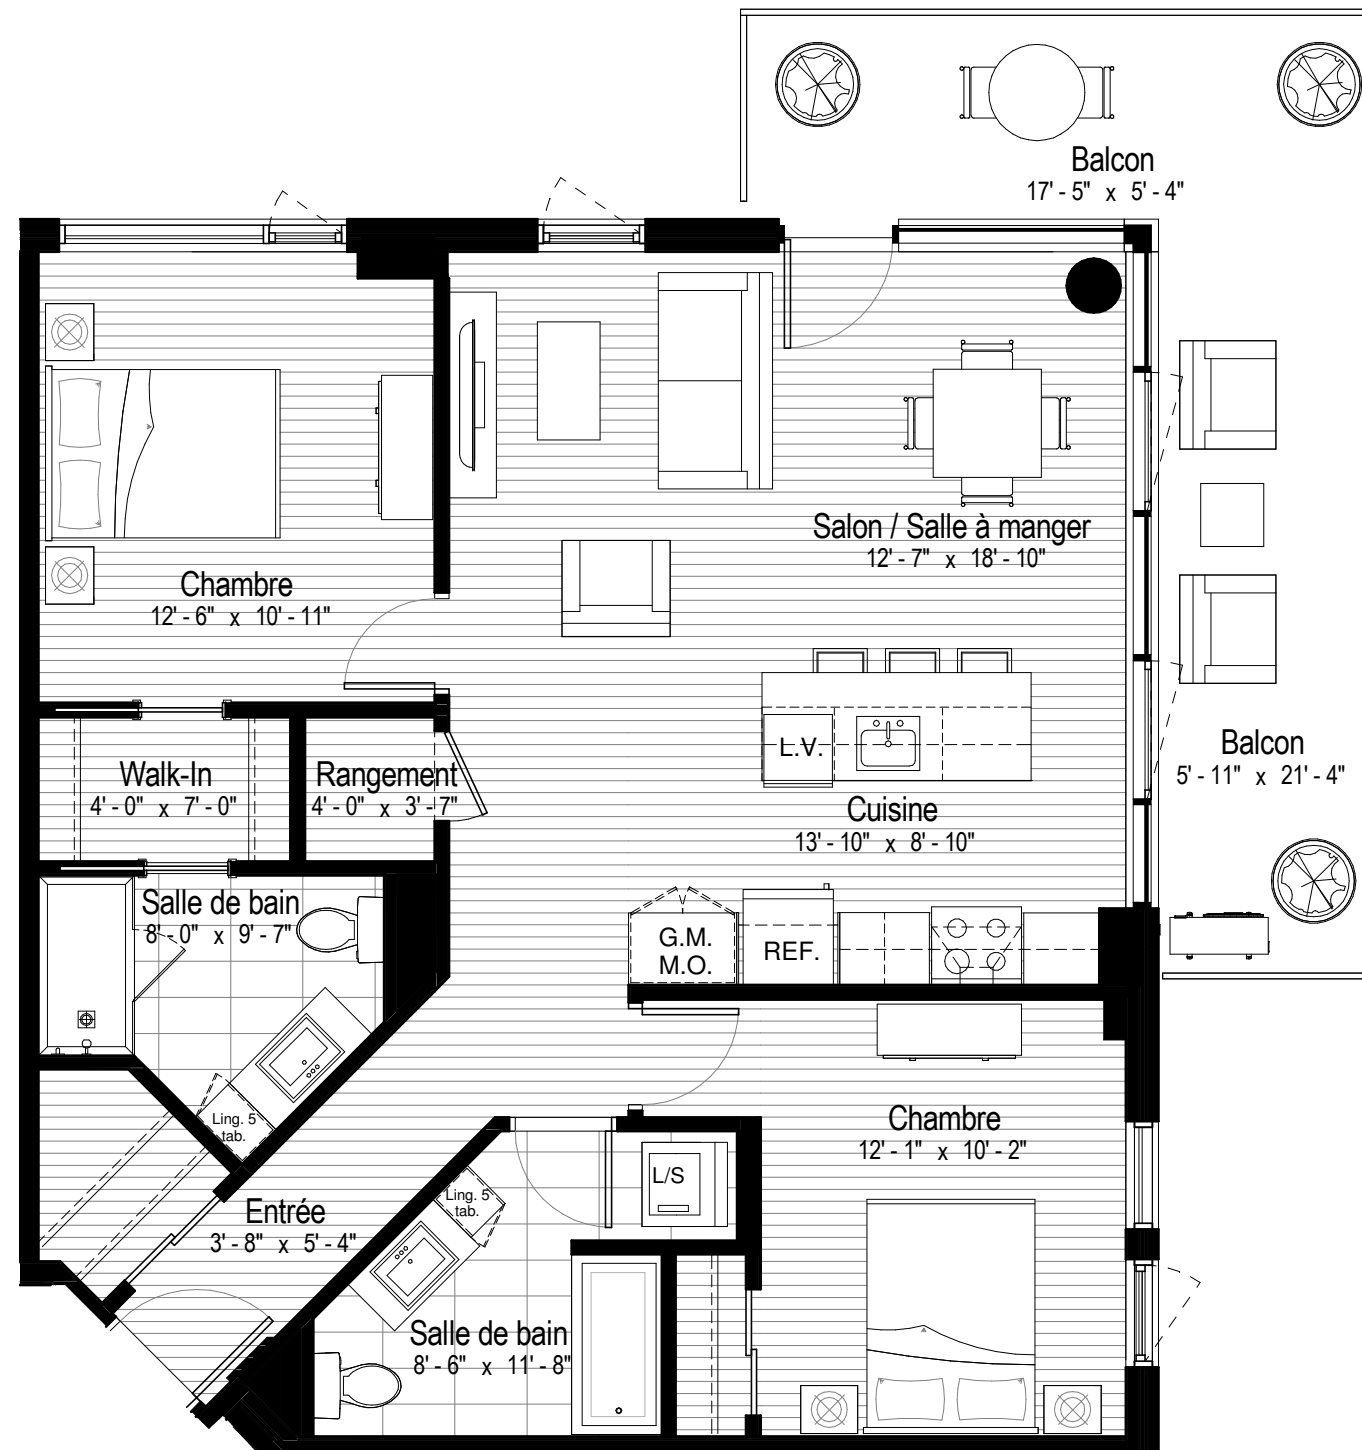 Balcon
17' - 5" x 5' - 4"
Salon / Salle à manger
12' - 7" x 18' - 10"
Chambre
12' - 6" x 10' - 11"
Balcon
5' - 11" x 21' - 4"
L.V.
Walk-In
4' - 0" x 7' - 0"
Rangement
4' - 0" x 3' - 7"
Cuisine
13' - 10" x 8' - 10"
Salle de bain
8' - 0" x 9' - 7"
G.M.
M.O.
REF.
Ling. 5
tab.
Chambre
12' - 1" x 10' - 2"
L/S
Ling. 5
tab.
Entrée
3' - 8" x 5' - 4"
Salle de bain
8' - 6" x 11' - 8"